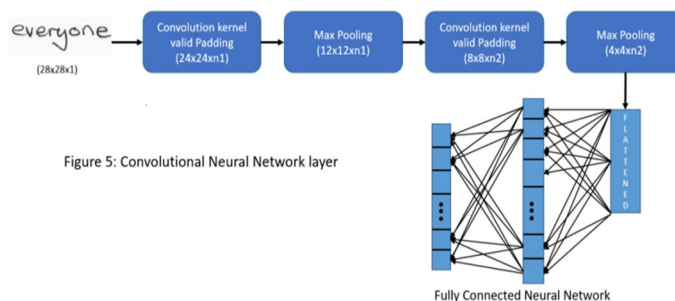 everyone
(28x28x1)
Convolution kernel
valid Padding
(24x24xn1)
Max Pooling
(12x12xn1)
Convolution kernel
valid Padding
(8x8xn2)
Max Pooling
(4x4xn2)
FLATTENED
Figure 5: Convolutional Neural Network layer
Fully Connected Neural Network